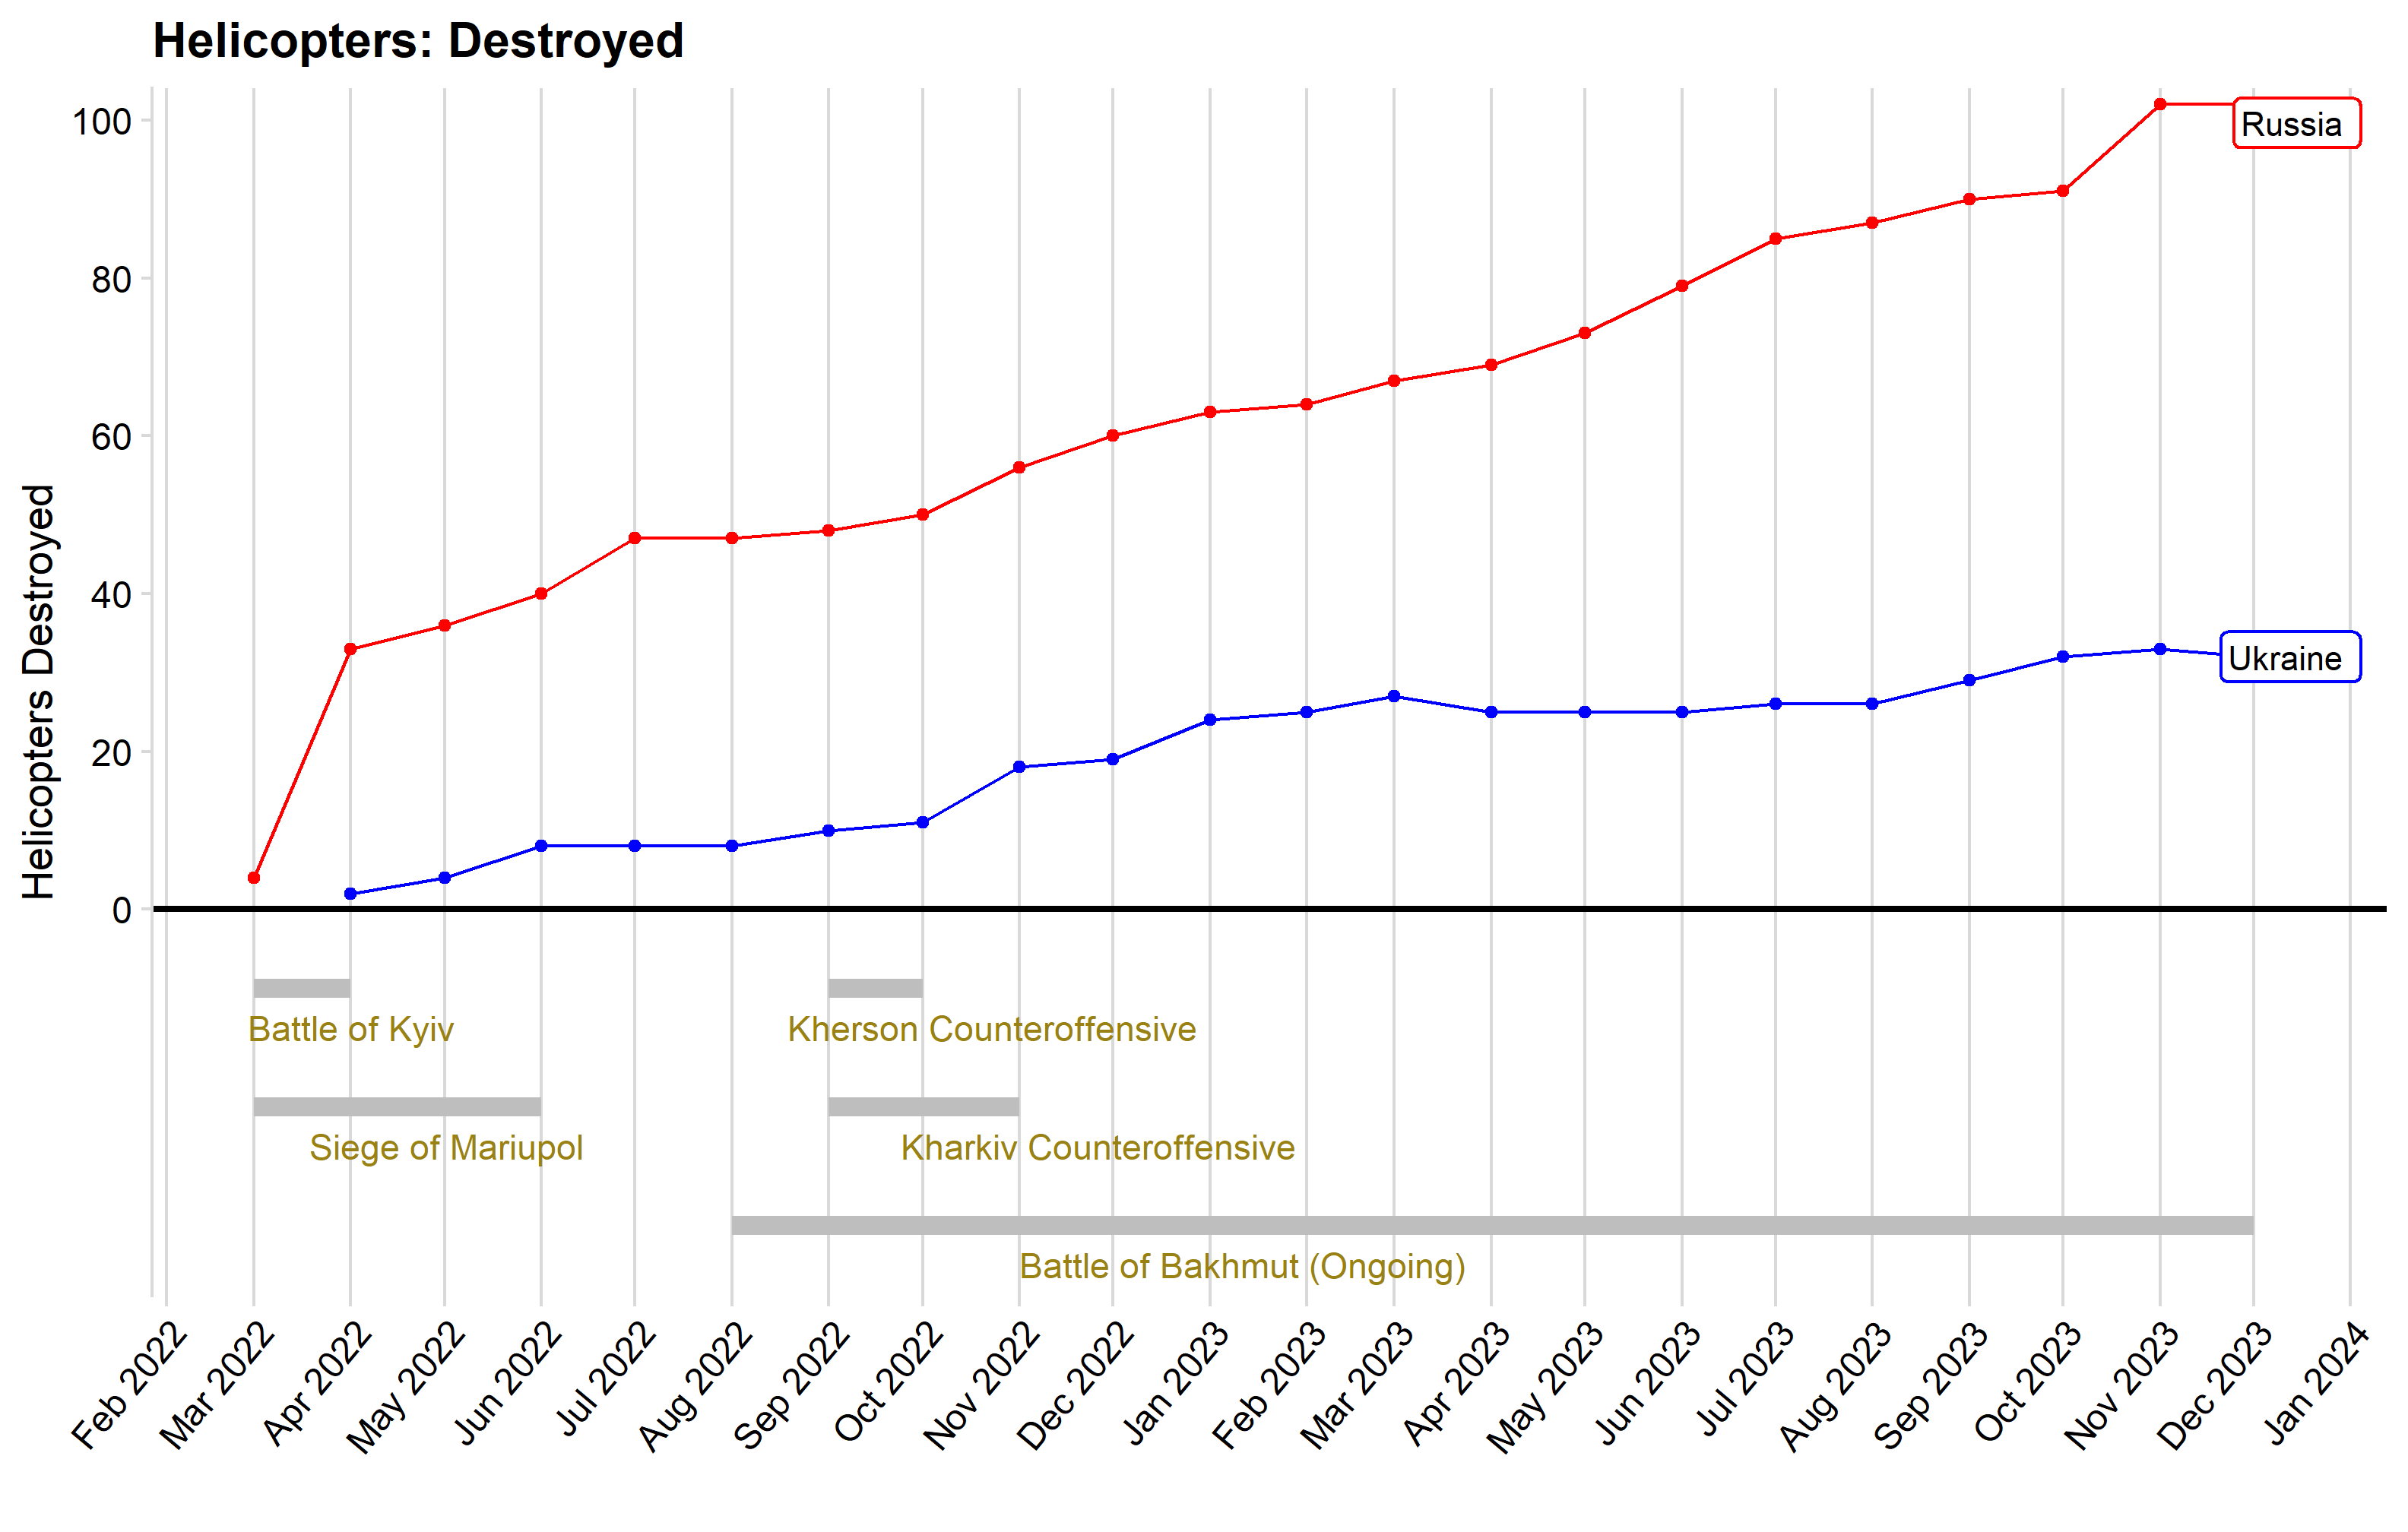 Helicopters: Destroyed
Helicopters Destroyed
100
80
60
40
20
0
Russia
Ukraine
Battle of Kyiv
Kherson Counteroffensive
Siege of Mariupol
Kharkiv Counteroffensive
Battle of Bakhmut (Ongoing)
Feb 2022
Mar 2022
Apr 2022
May 2022
Jun 2022
Jul 2022
Aug 2022
Sep 2022
Oct 2022
Nov 2022
Dec 2022
Jan 2023
Feb 2023
Mar 2023
Apr 2023
May 2023
Jun 2023
Jul 2023
Aug 2023
Sep 2023
Oct 2023
Nov 2023
Dec 2023
Jan 2024